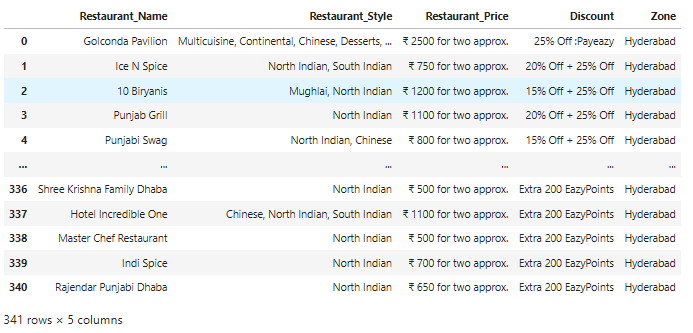 Restaurant_Name Restaurant_Style Restaurant_Price Discount Zone
0 Golconda Pavilion Multicuisine, Continental, Chinese, Desserts, ... ₹ 2500 for two approx. 25% Off :Payeazy Hyderabad
1 Ice N Spice North Indian, South Indian ₹ 750 for two approx. 20% Off + 25% Off Hyderabad
2 10 Biryanis Mughlai, North Indian ₹ 1200 for two approx. 15% Off + 25% Off Hyderabad
3 Punjab Grill North Indian ₹ 1100 for two approx. 20% Off + 25% Off Hyderabad
4 Punjabi Swag North Indian, Chinese ₹ 800 for two approx. 15% Off + 25% Off Hyderabad
... ... ... ... ... ...
336 Shree Krishna Family Dhaba North Indian ₹ 500 for two approx. Extra 200 EazyPoints Hyderabad
337 Hotel Incredible One Chinese, North Indian, South Indian ₹ 1100 for two approx. Extra 200 EazyPoints Hyderabad
338 Master Chef Restaurant North Indian ₹ 500 for two approx. Extra 200 EazyPoints Hyderabad
339 Indi Spice North Indian ₹ 700 for two approx. Extra 200 EazyPoints Hyderabad
340 Rajendar Punjabi Dhaba North Indian ₹ 650 for two approx. Extra 200 EazyPoints Hyderabad
341 rows × 5 columns